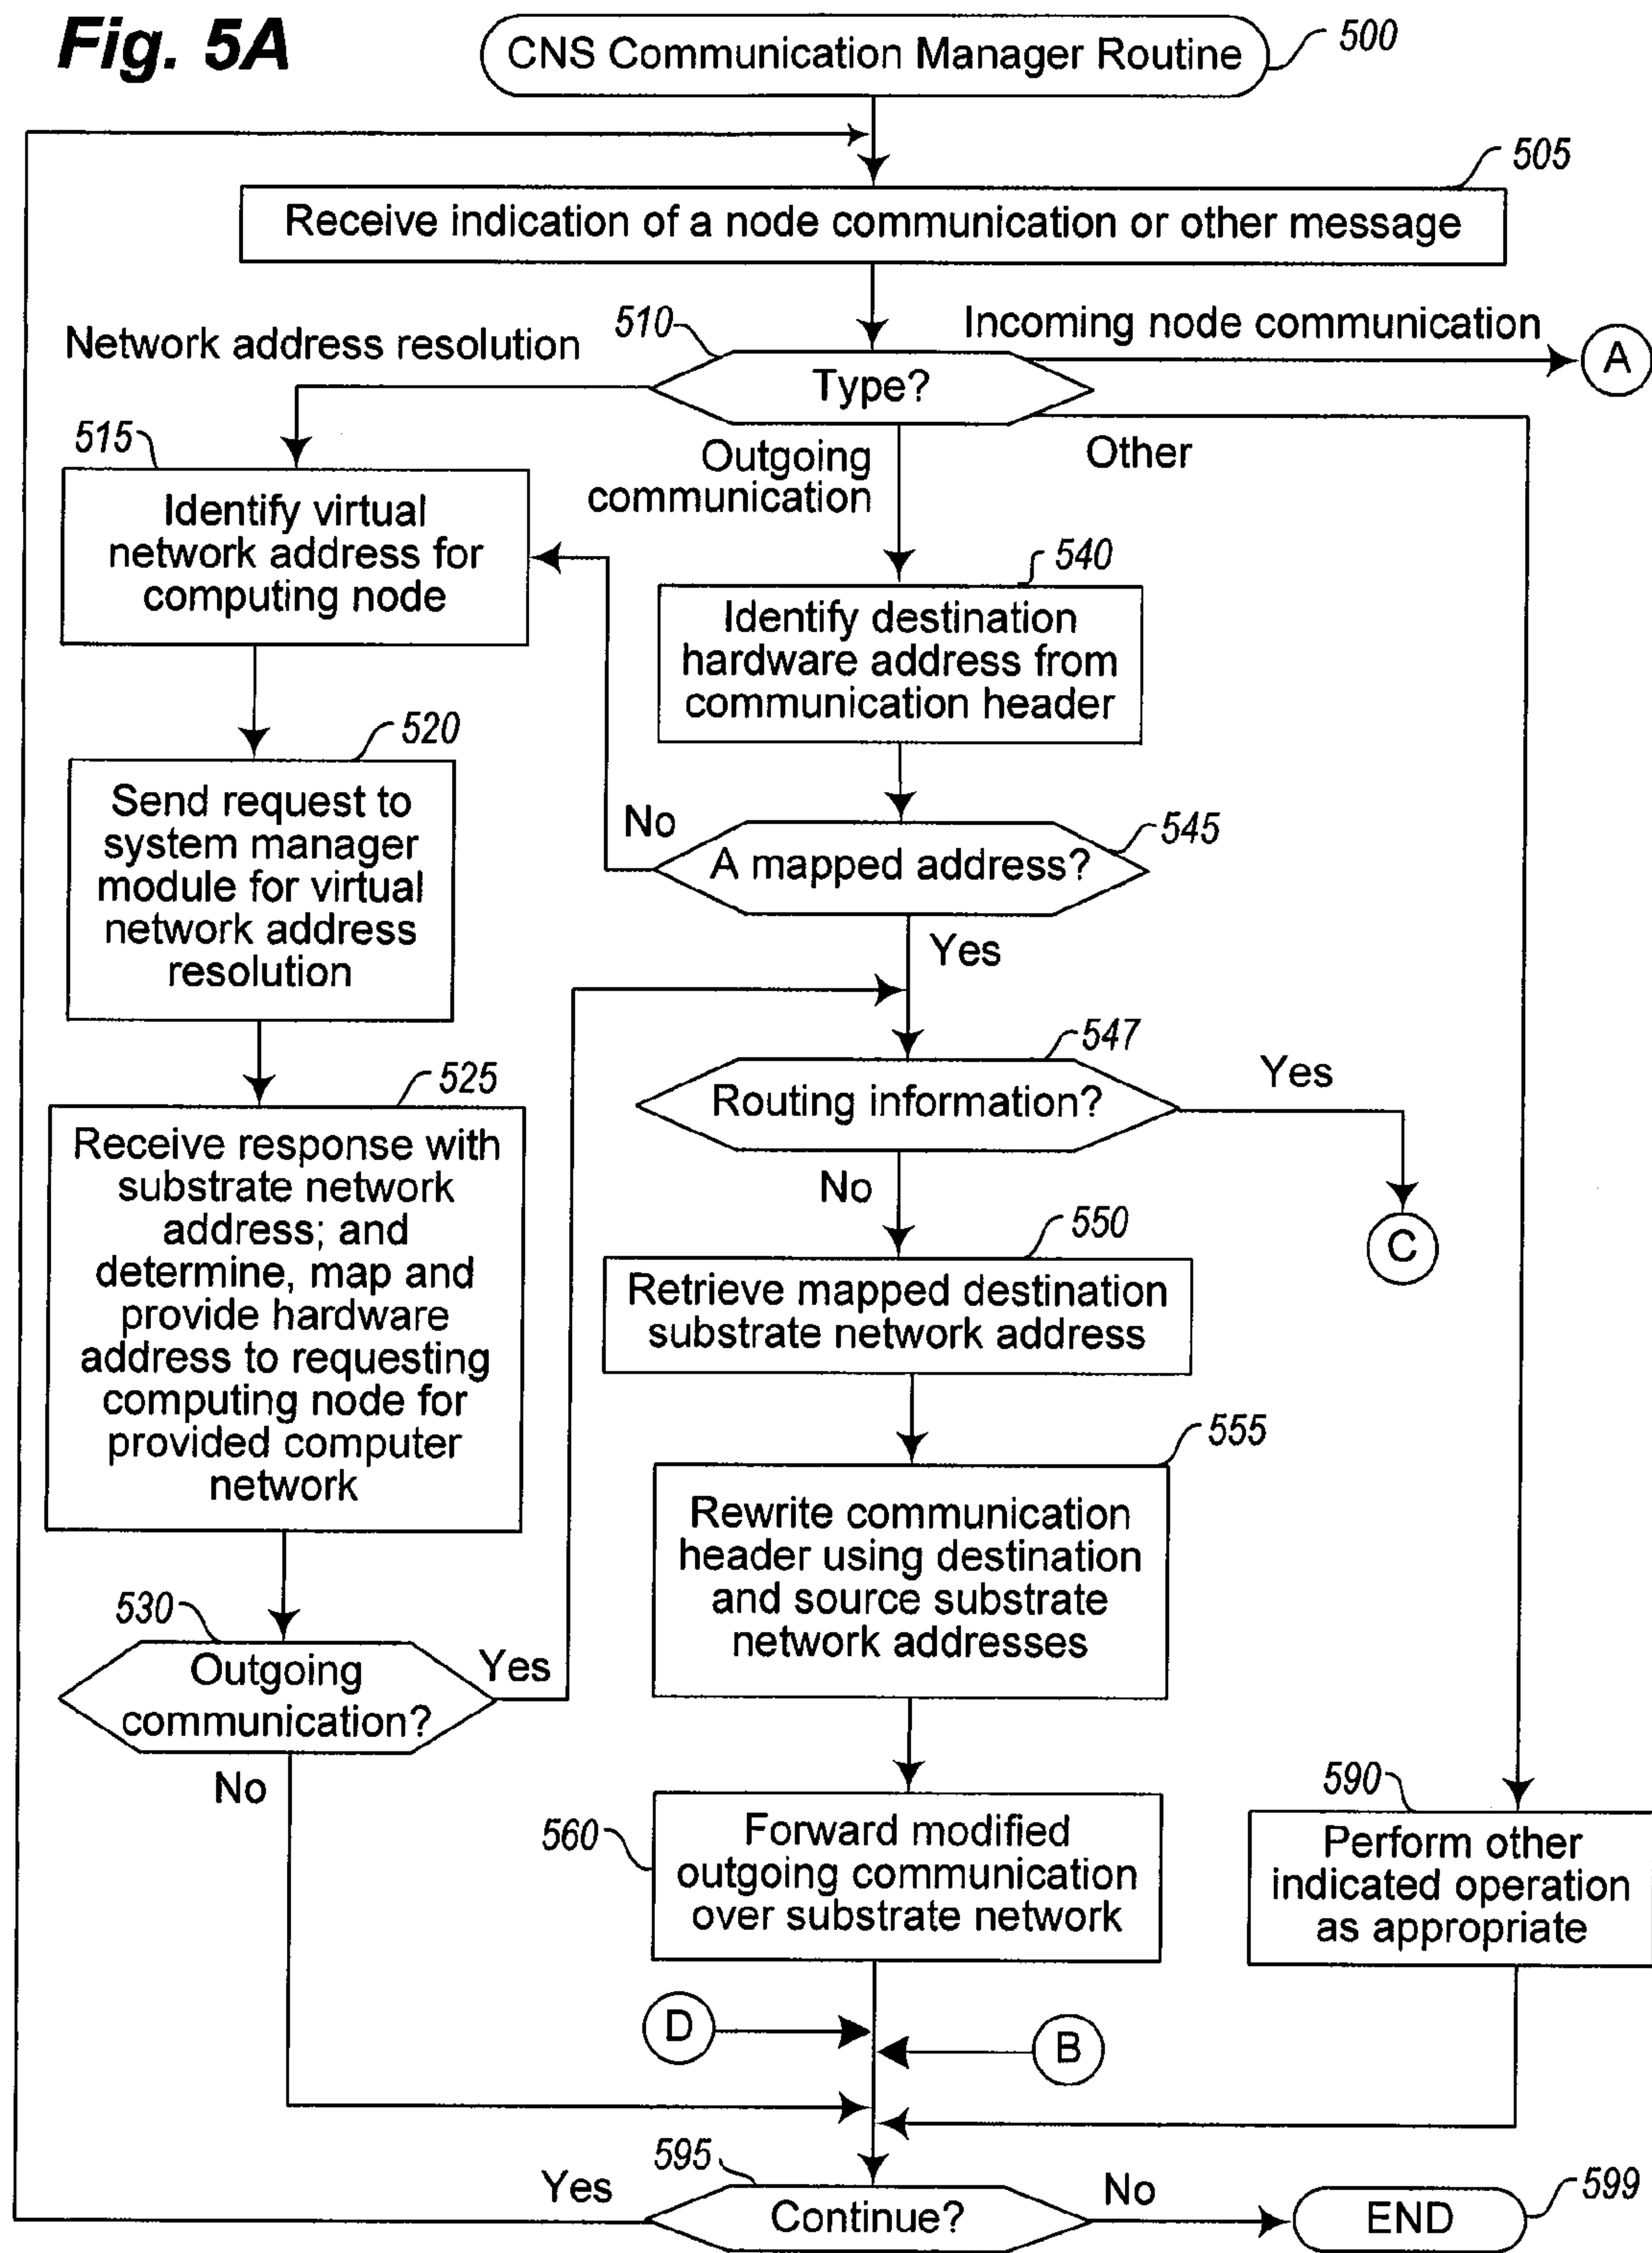 Fig. 5A
CNS Communication Manager Routine
500
505
Receive indication of a node communication or other message
510
Incoming node communication
Network address resolution
A
Type?
515
Outgoing
communication
Other
Identify virtual
network address for
computing node
540
Identify destination
hardware address from
communication header
520
Send request to
system manager
module for virtual
network address
resolution
No
545
A mapped address?
Yes
547
Routing information?
Yes
525
Receive response with
substrate network
address; and
determine, map and
provide hardware
address to requesting
computing node for
provided computer
network
No
C
550
Retrieve mapped destination
substrate network address
555
Rewrite communication
header using destination
and source substrate
network addresses
530
Outgoing
communication?
Yes
No
560
Forward modified
outgoing communication
over substrate network
590
Perform other
indicated operation
as appropriate
D
B
595
Yes
Continue?
No
END
599